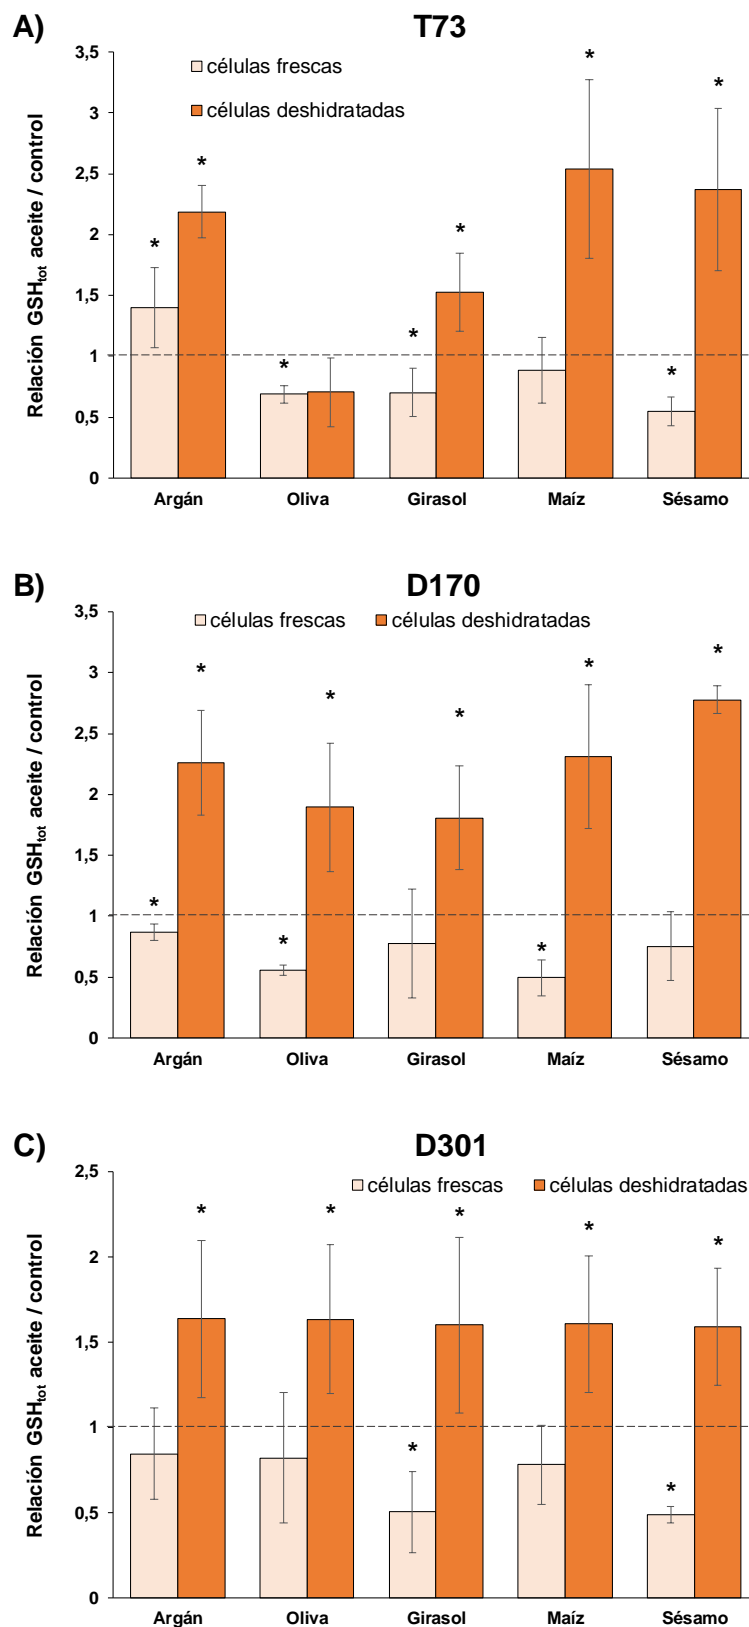 A)
T73
Relación GSHtot aceite / control
3,5
3
2,5
2
1,5
1
0,5
0
células frescas
células deshidratadas
* * * * * * * *
Argán Oliva Girasol Maíz Sésamo
B)
D170
Relación GSHtot aceite / control
3,5
3
2,5
2
1,5
1
0,5
0
células frescas células deshidratadas
* * * * * * * *
Argán Oliva Girasol Maíz Sésamo
C)
D301
Relación GSHtot aceite / control
2,5
2
1,5
1
0,5
0
células frescas células deshidratadas
* * * * * * *
Argán Oliva Girasol Maíz Sésamo